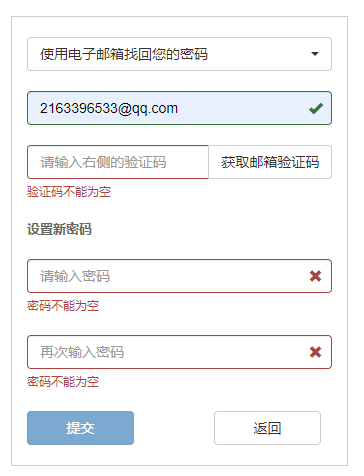 使用电子邮箱找回您的密码
2163396533@qq.com
请输入右侧的验证码 获取邮箱验证码
验证码不能为空
设置新密码
请输入密码
密码不能为空
再次输入密码
密码不能为空
提交 返回